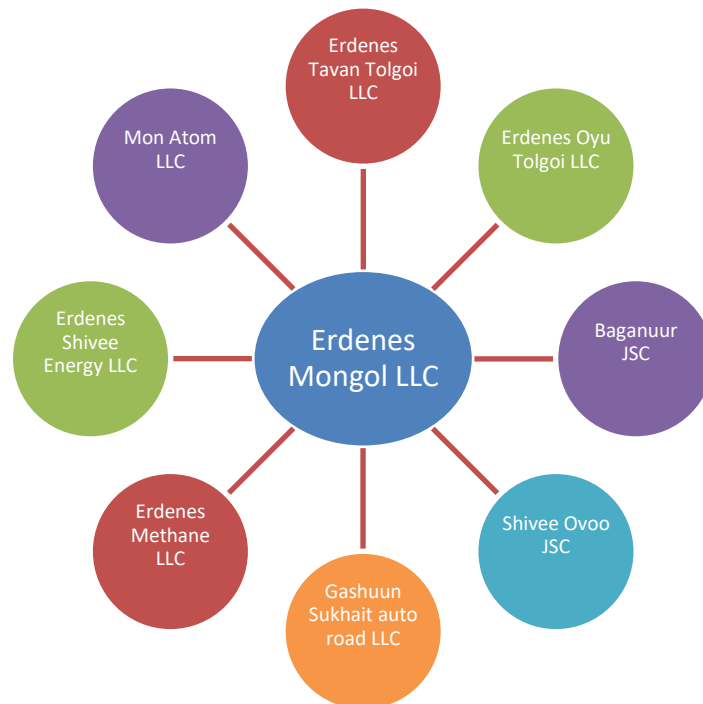 Erdenes
Tavan Tolgoi
LLC
Mon Atom
LLC
Erdenes Oyu
Tolgoi LLC
Erdenes
Shivee
Energy LLC
Erdenes
Mongol LLC
Baganuur
JSC
Erdenes
Methane
LLC
Shivee Ovoo
JSC
Gashuun
Sukhait auto
road LLC